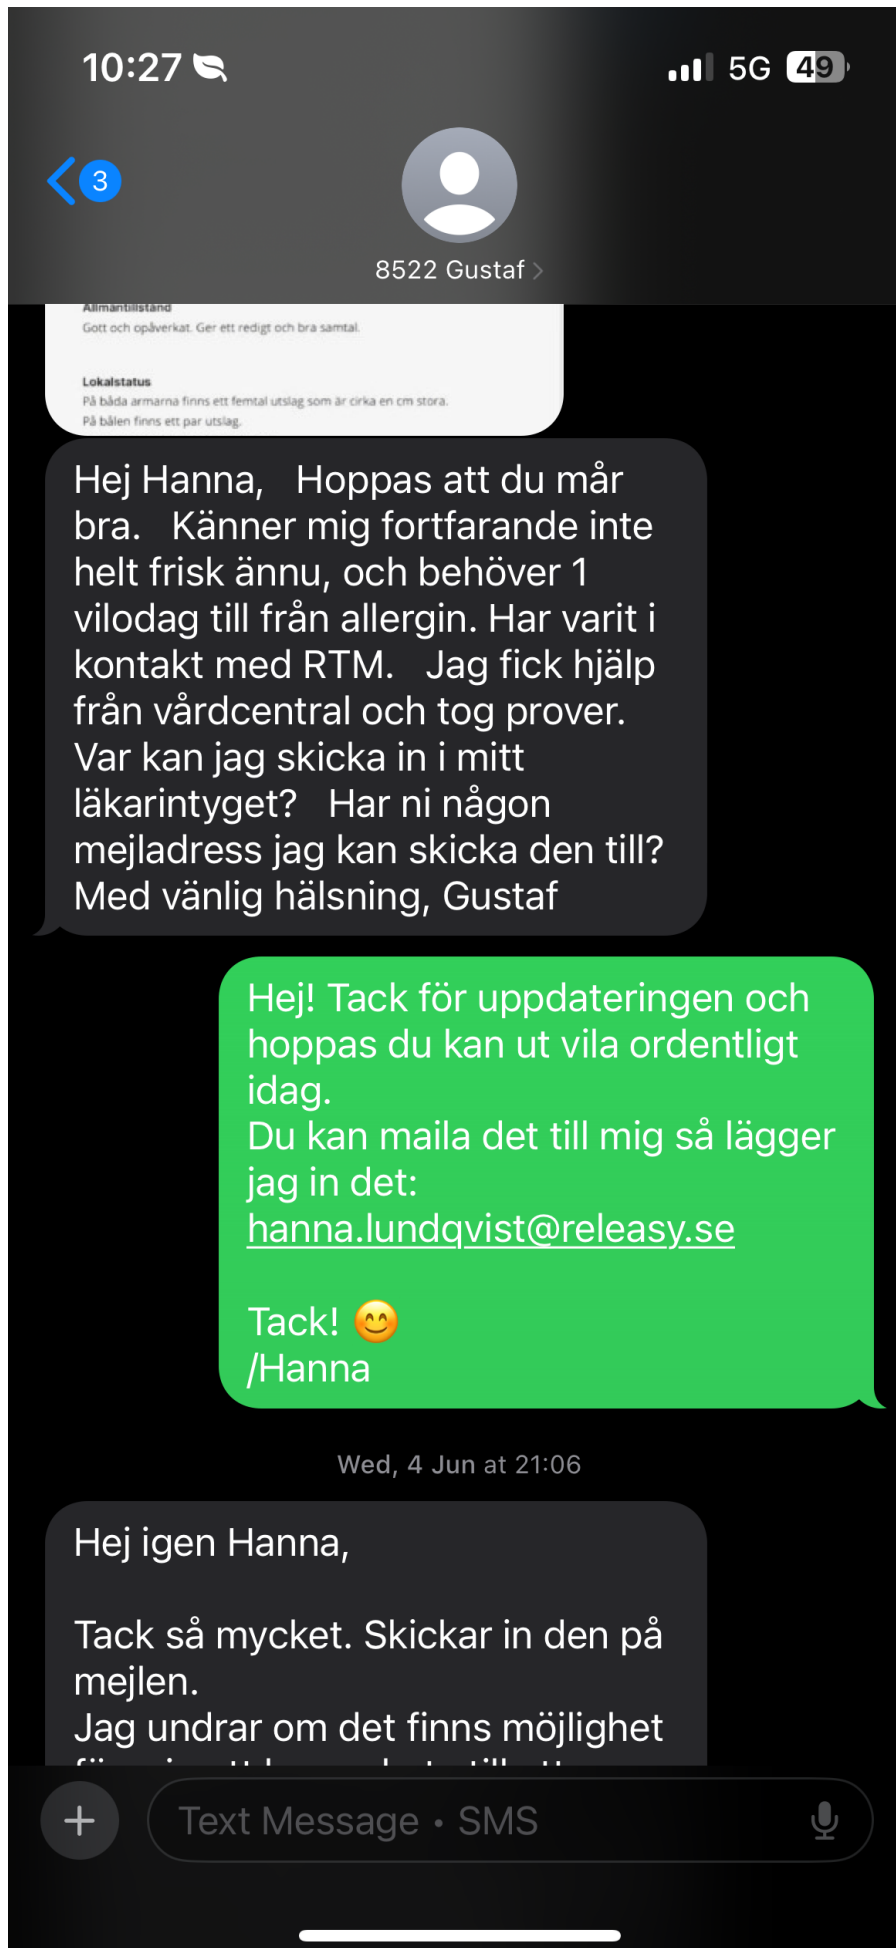 10:27
5G 49
3
8522 Gustaf
Allmäntillstånd
Gott och opåverkat. Ger ett redigt och bra samtal.
Lokalstatus
På båda armarna finns ett femtal utslag som är cirka en cm stora.
På bålen finns ett par utslag.
Hej Hanna,   Hoppas att du mår
bra.   Känner mig fortfarande inte
helt frisk ännu, och behöver 1
vilodag till från allergin. Har varit i
kontakt med RTM.   Jag fick hjälp
från vårdcentral och tog prover.
Var kan jag skicka in i mitt
läkarintyget?   Har ni någon
mejladress jag kan skicka den till?
Med vänlig hälsning, Gustaf
Hej! Tack för uppdateringen och
hoppas du kan ut vila ordentligt
idag.
Du kan maila det till mig så lägger
jag in det:
hanna.lundqvist@releasy.se
Tack! 😊
/Hanna
Wed, 4 Jun at 21:06
Hej igen Hanna,
Tack så mycket. Skickar in den på
mejlen.
Jag undrar om det finns möjlighet
Text Message • SMS